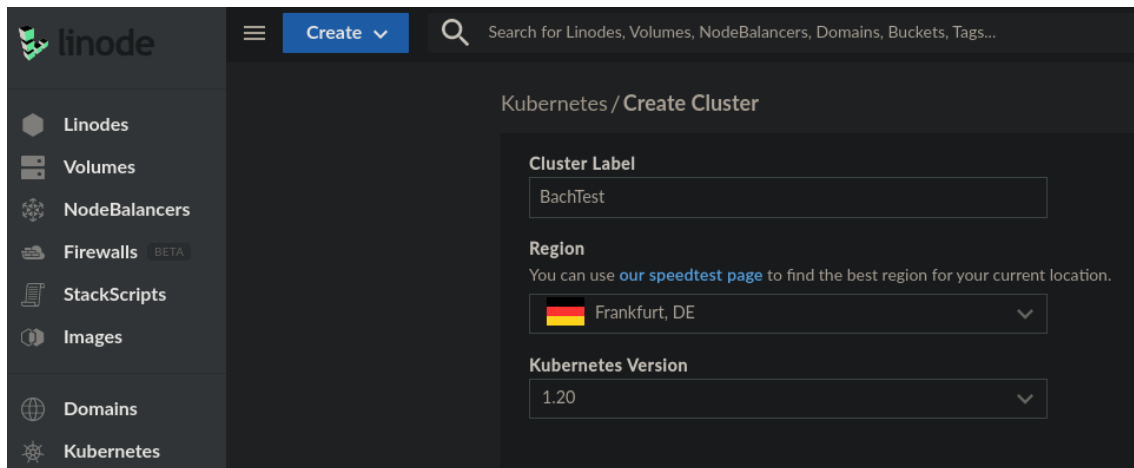 linode
Create
Search for Linodes, Volumes, NodeBalancers, Domains, Buckets, Tags...
Linodes
Volumes
NodeBalancers
Firewalls BETA
StackScripts
Images
Domains
Kubernetes
Kubernetes / Create Cluster
Cluster Label
BachTest
Region
You can use our speedtest page to find the best region for your current location.
Frankfurt, DE
Kubernetes Version
1.20